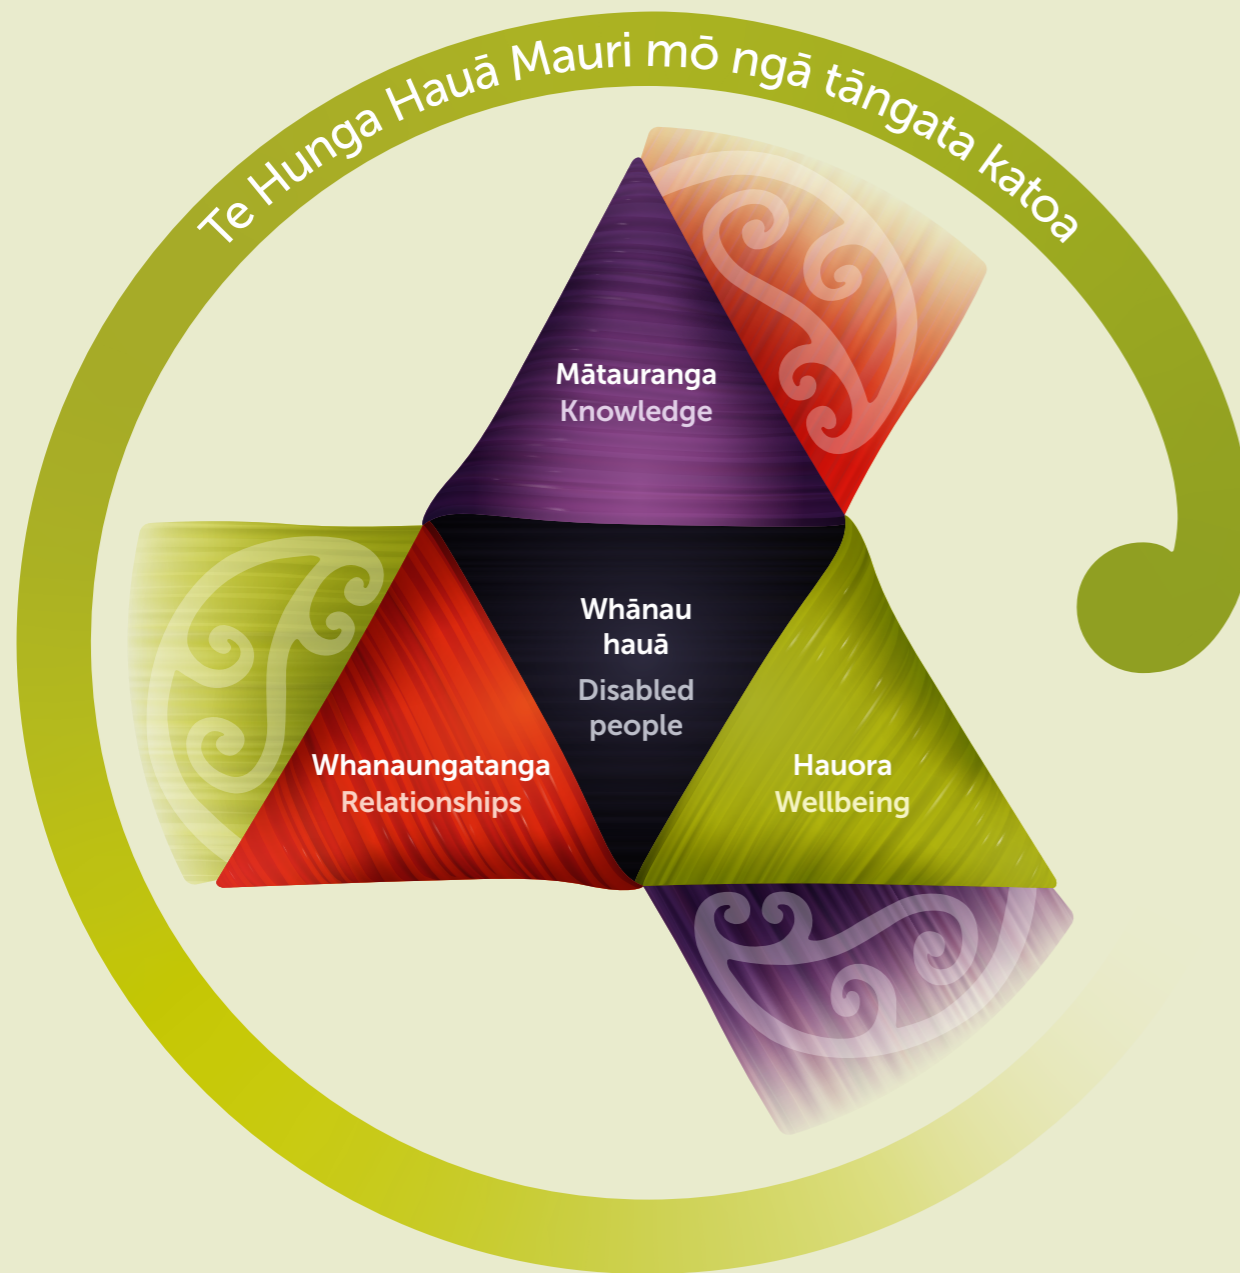 Te Hunga Hauā Mauri mō ngā tāngata katoa
Mātauranga
Knowledge
Whānau
hauā
Disabled
people
Whanaungatanga
Relationships
Hauora
Wellbeing